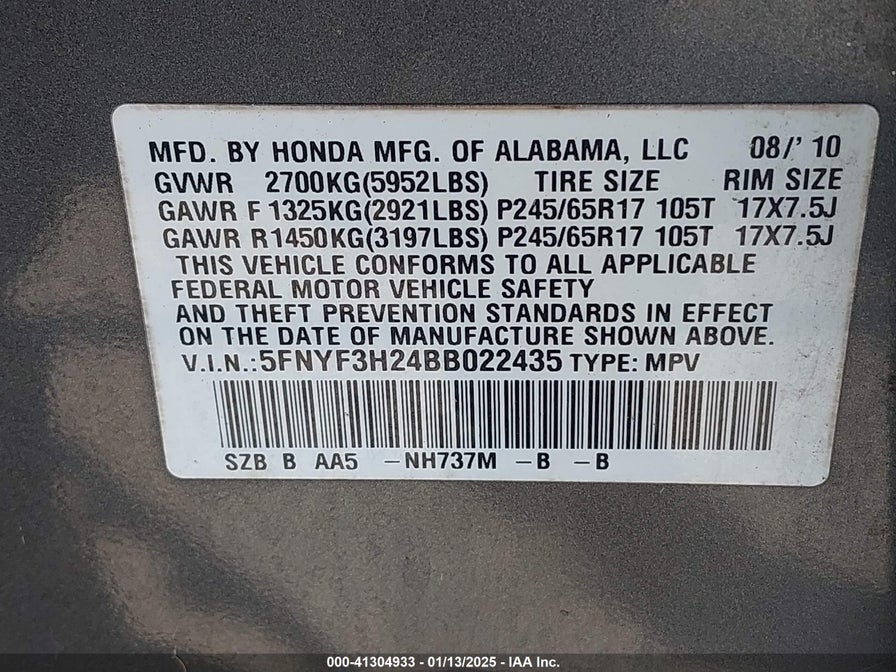 MFD. BY HONDA MFG. OF ALABAMA, LLC 08/' 10
GVWR 2700KG(5952LBS) TIRE SIZE RIM SIZE
GAWR F 1325KG(2921LBS) P245/65R17 105T 17X7.5J
GAWR R1450KG(3197LBS) P245/65R17 105T 17X7.5J
THIS VEHICLE CONFORMS TO ALL APPLICABLE
FEDERAL MOTOR VEHICLE SAFETY
AND THEFT PREVENTION STANDARDS IN EFFECT
ON THE DATE OF MANUFACTURE SHOWN ABOVE.
V.I.N.:5FNYF3H24BB022435 TYPE: MPV
SZB B AA5 -NH737M -B -B
000-41304933 - 01/13/2025 - IAA Inc.